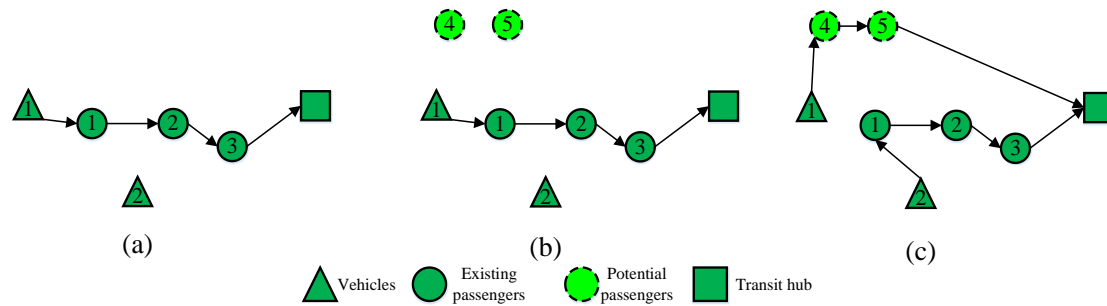 4 5 4 5
1 1 2 3 1 1 2 3 1 1 2 3
2 2 2
(a) (b) (c)
Vehicles Existing passengers Potential passengers Transit hub